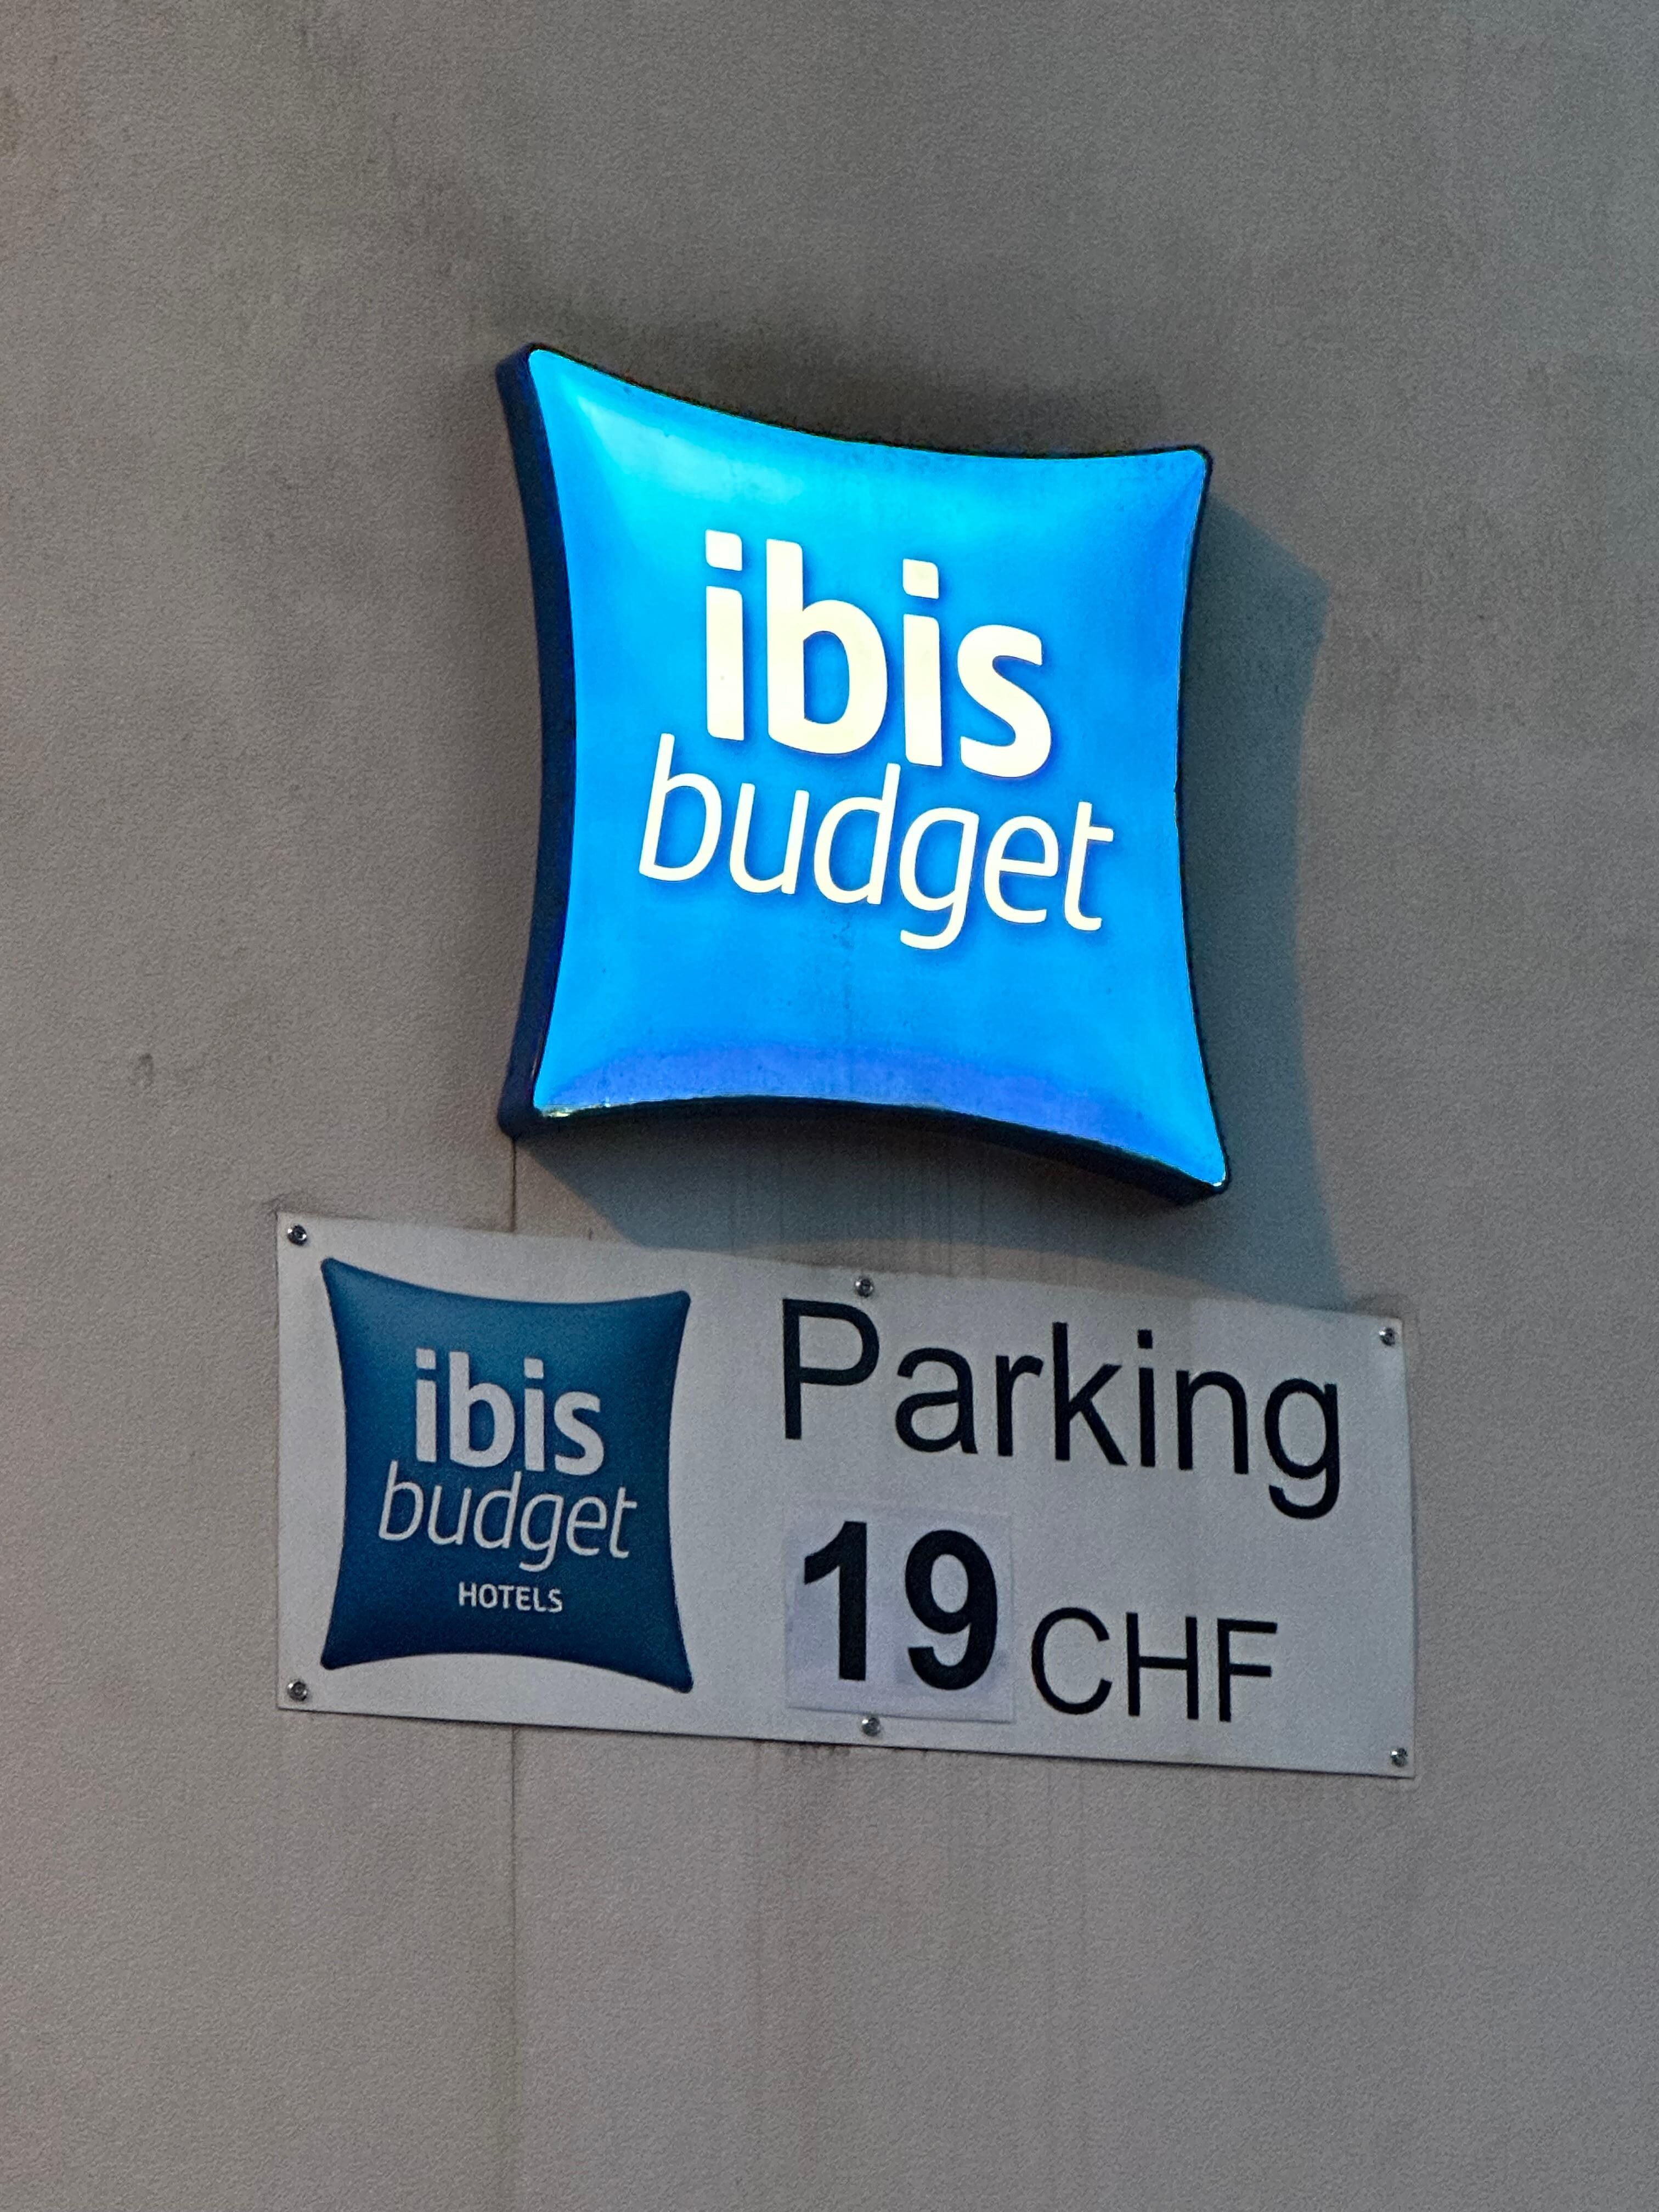 ibis
budget
ibis
budget
HOTELS
Parking
19 CHF